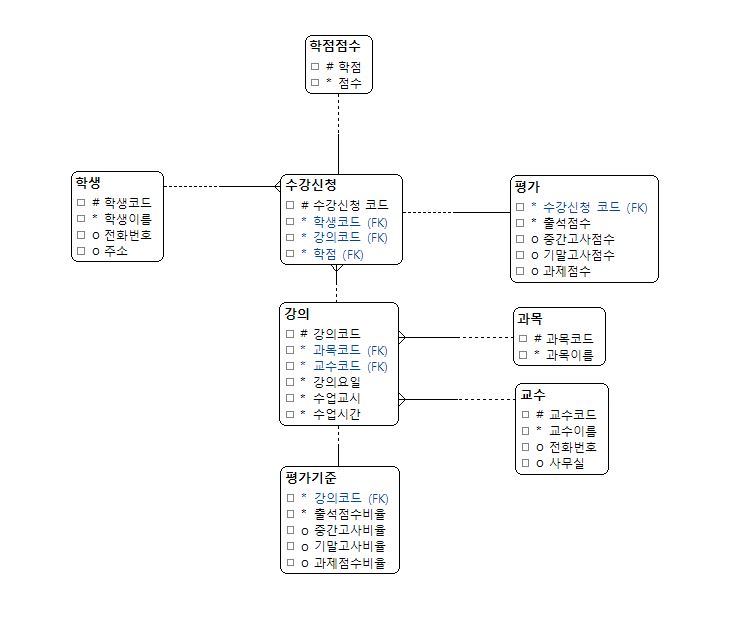 학점점수
# 학점
* 점수
학생
# 학생코드
* 학생이름
o 전화번호
o 주소
수강신청
# 수강신청 코드
* 학생코드 (FK)
* 강의코드 (FK)
* 학점 (FK)
평가
* 수강신청 코드 (FK)
* 출석점수
o 중간고사점수
o 기말고사점수
o 과제점수
강의
# 강의코드
* 과목코드 (FK)
* 교수코드 (FK)
* 강의요일
* 수업교시
* 수업시간
과목
# 과목코드
* 과목이름
교수
# 교수코드
* 교수이름
o 전화번호
o 사무실
평가기준
* 강의코드 (FK)
* 출석점수비율
o 중간고사비율
o 기말고사비율
o 과제점수비율